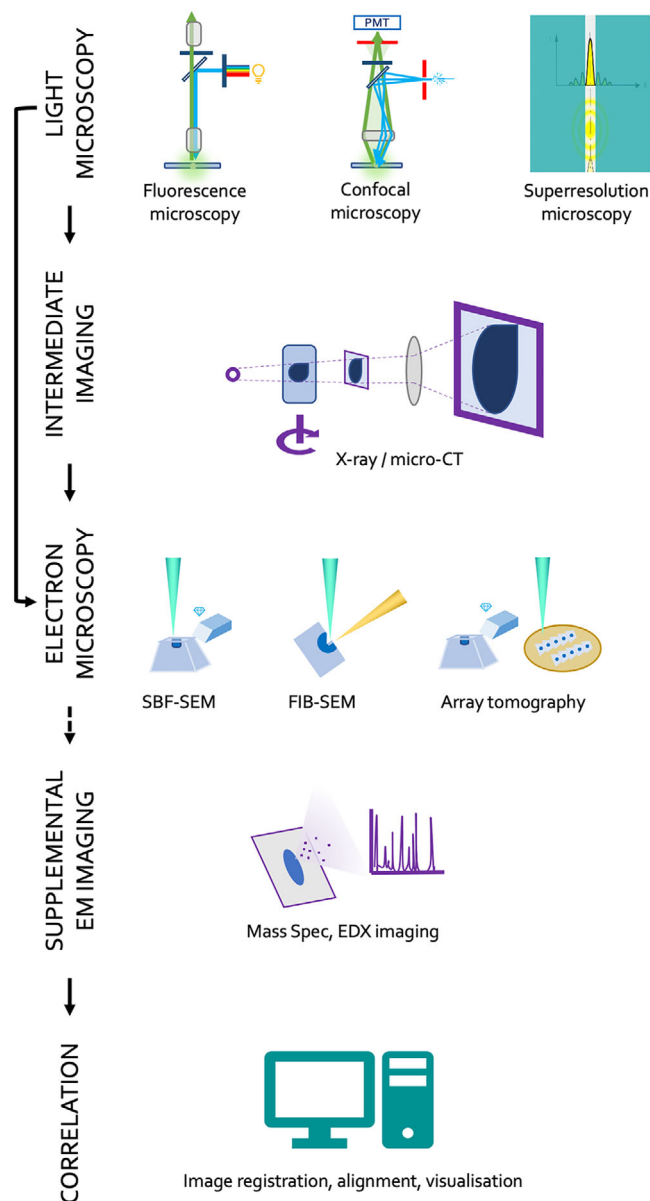 LIGHT
MICROSCOPY
PMT
Fluorescence
microscopy
Confocal
microscopy
Superresolution
microscopy
INTERMEDIATE
IMAGING
X-ray / micro-CT
ELECTRON
MICROSCOPY
SBF-SEM
FIB-SEM
Array tomography
SUPPLEMENTAL
EM IMAGING
Mass Spec, EDX imaging
CORRELATION
Image registration, alignment, visualisation